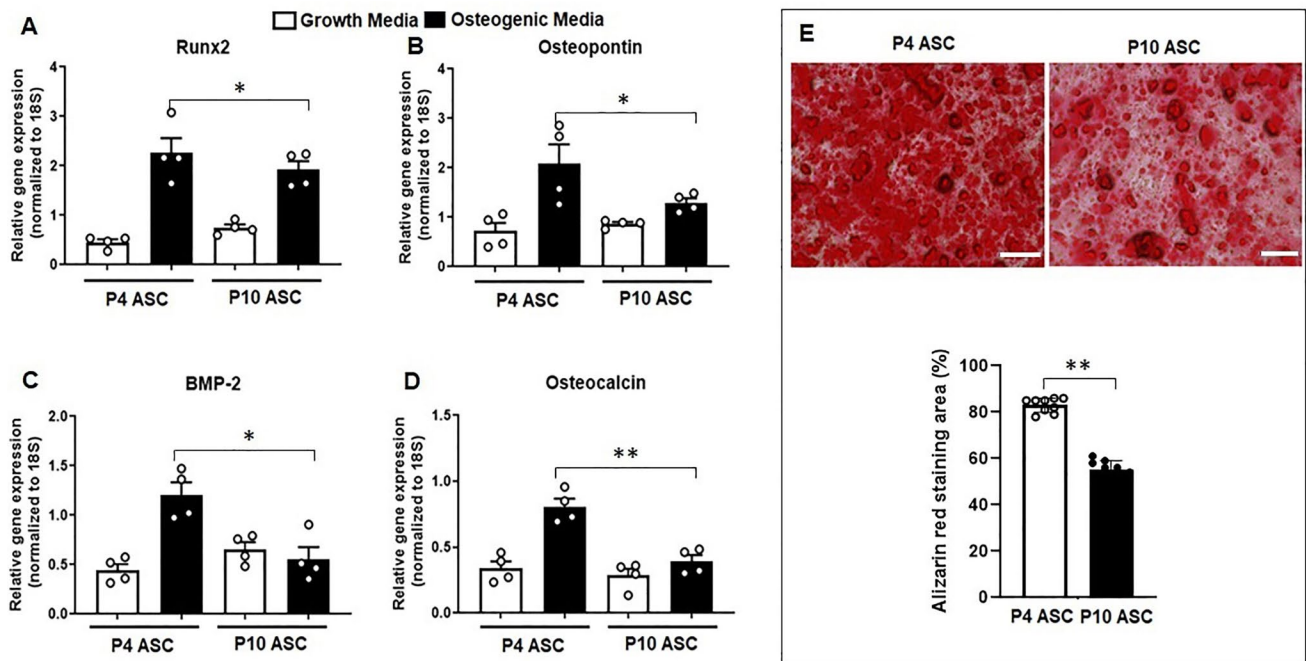 Growth Media Osteogenic Media
A
Runx2
Relative gene expression
(normalized to 18S)
4
3
2
1
0
*
P4 ASC P10 ASC
B
Osteopontin
Relative gene expression
(normalized to 18S)
4
3
2
1
0
*
P4 ASC P10 ASC
C
BMP-2
Relative gene expression
(normalized to 18S)
2.0
1.5
1.0
0.5
0.0
*
P4 ASC P10 ASC
D
Osteocalcin
Relative gene expression
(normalized to 18S)
1.5
1.0
0.5
0.0
**
P4 ASC P10 ASC
E
P4 ASC P10 ASC
Alizarin red staining area (%)
100
80
60
40
20
0
**
P4 ASC P10 ASC